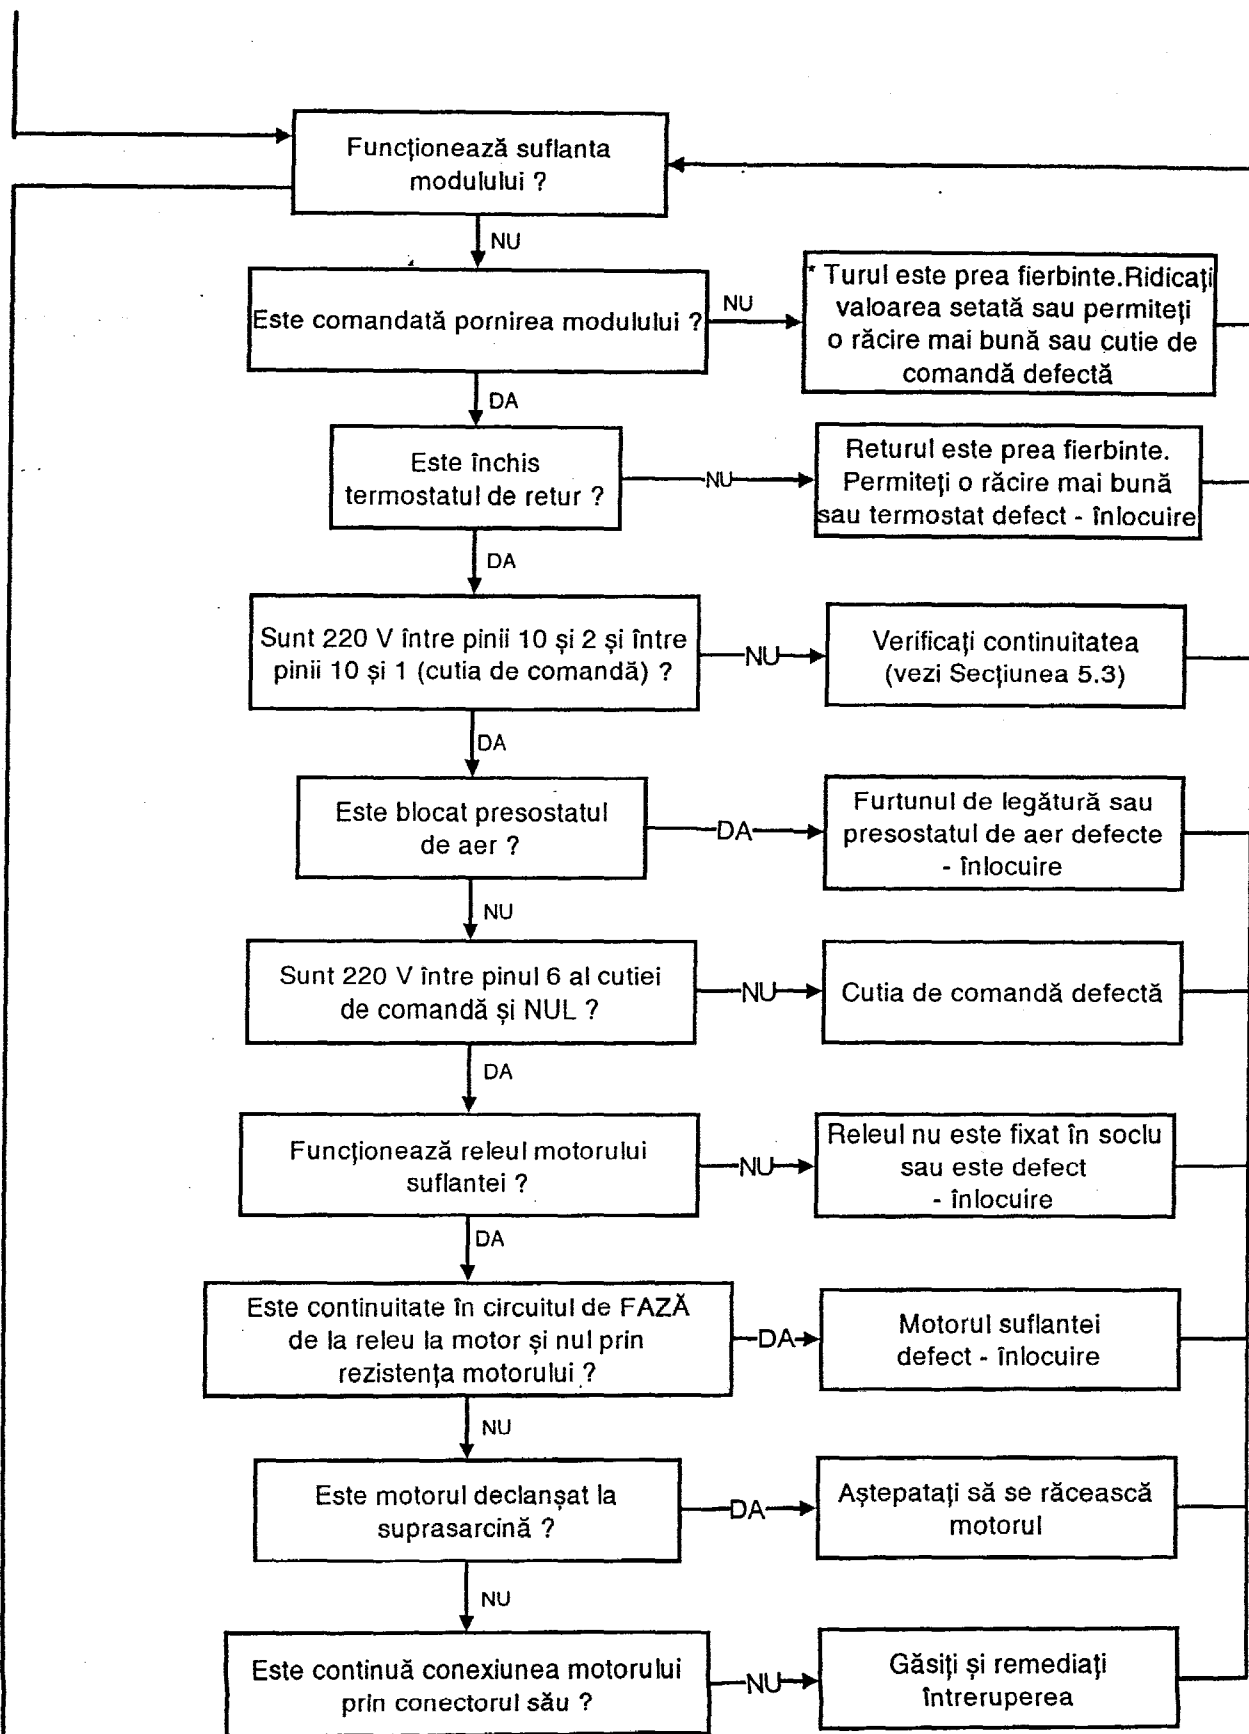 Funcționează suflanta
modulului ?
NU
Este comandată pornirea modulului ?
NU
* Turul este prea fierbinte.Ridicați
valoarea setată sau permiteți
o răcire mai bună sau cutie de
comandă defectă
DA
Este închis
termostatul de retur ?
NU
Returul este prea fierbinte.
Permiteți o răcire mai bună
sau termostat defect - înlocuire
DA
Sunt 220 V între pinii 10 și 2 și între
pinii 10 și 1 (cutia de comandă) ?
NU
Verificați continuitatea
(vezi Secțiunea 5.3)
DA
Este blocat presostatul
de aer ?
DA
Furtunul de legătură sau
presostatul de aer defecte
- înlocuire
NU
Sunt 220 V între pinul 6 al cutiei
de comandă și NUL ?
NU
Cutia de comandă defectă
DA
Funcționează releul motorului
suflantei ?
NU
Releul nu este fixat în soclu
sau este defect
- înlocuire
DA
Este continuitate în circuitul de FAZĂ
de la releu la motor și nul prin
rezistența motorului ?
DA
Motorul suflantei
defect - înlocuire
NU
Este motorul declanșat la
suprasarcină ?
DA
Aștepatați să se răcească
motorul
NU
Este continuă conexiunea motorului
prin conectorul său ?
NU
Găsiți și remediați
întreruperea